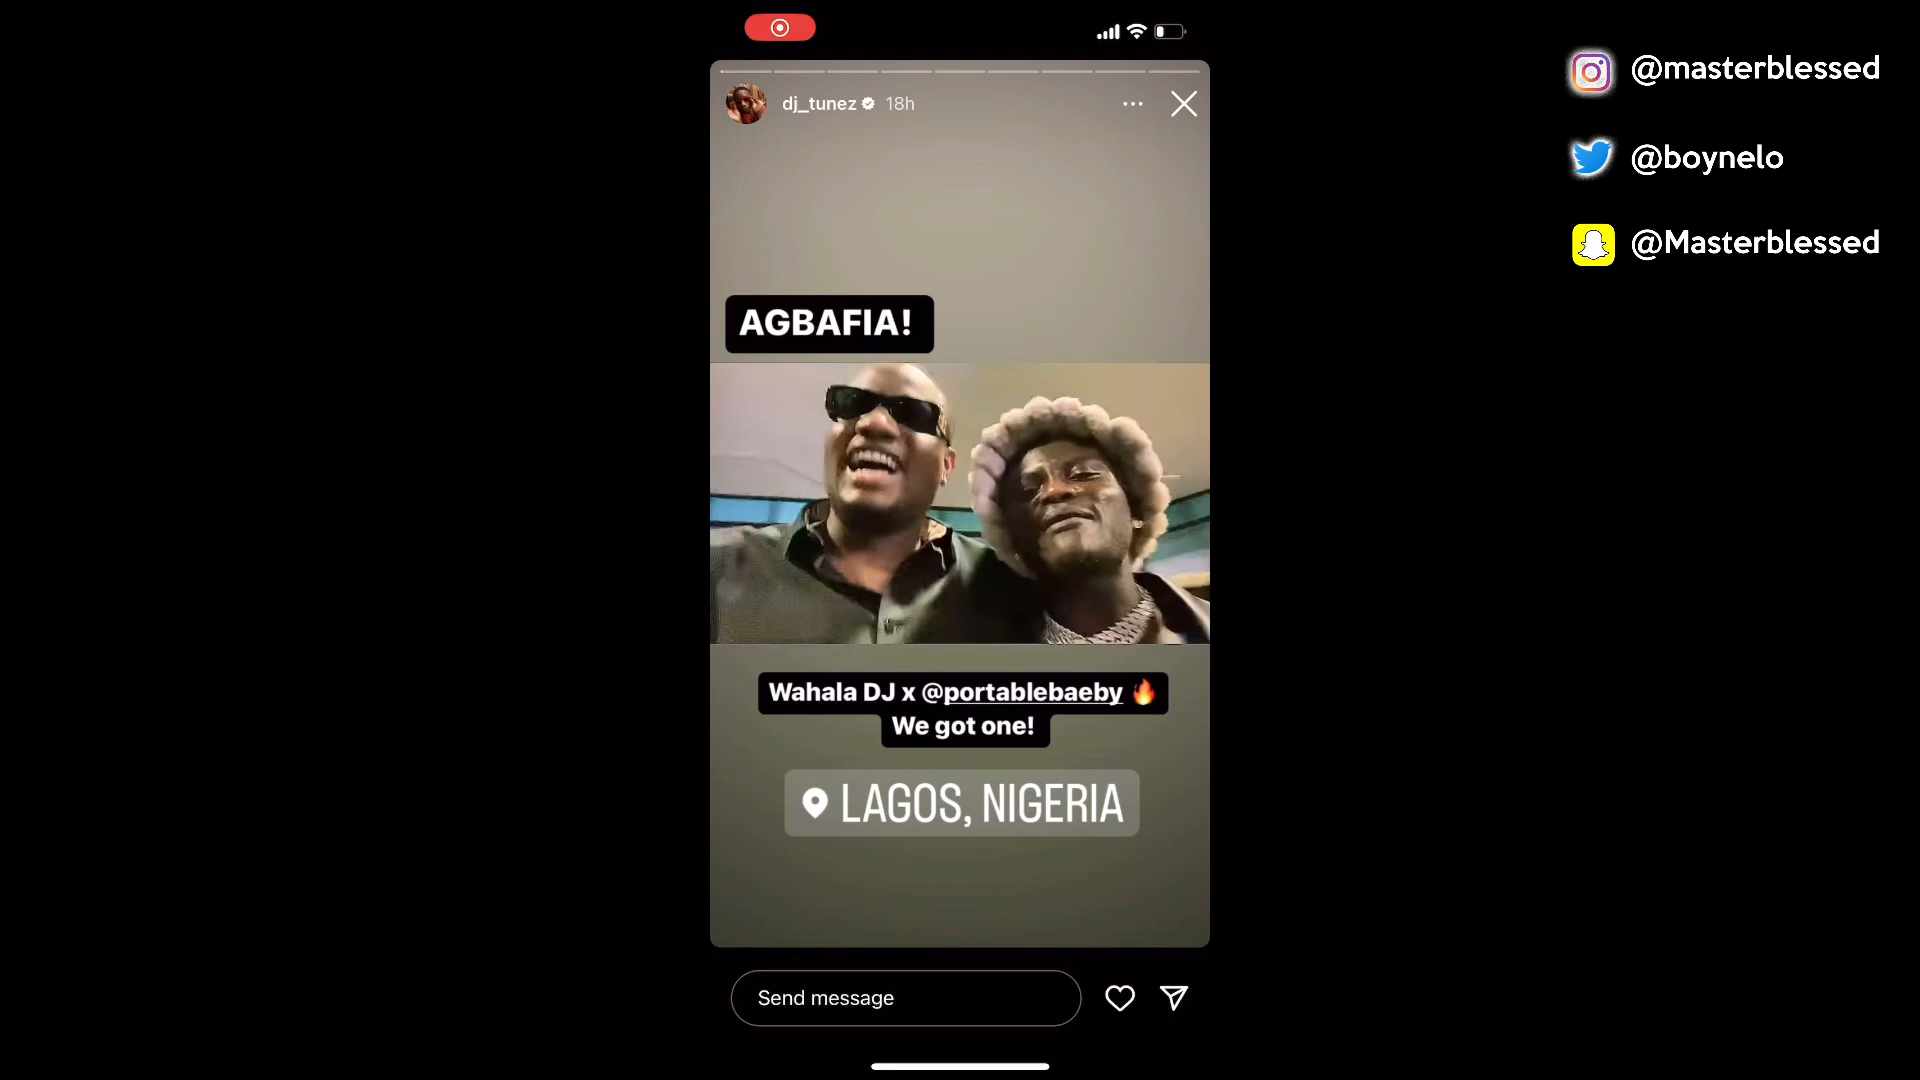 dj_tunez 18h
AGBAFIA!
Wahala DJ x @portablebaeby 🔥
We got one!
LAGOS, NIGERIA
Send message
@masterblessed
@boynelo
@Masterblessed